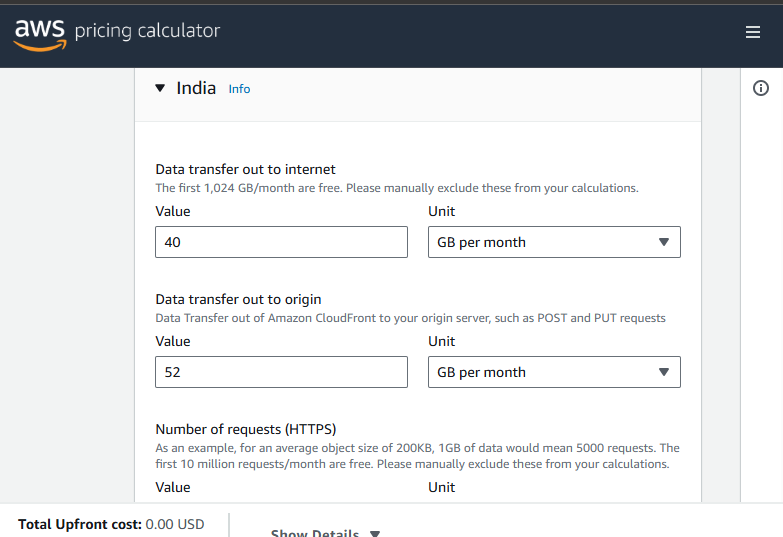 aws pricing calculator
India Info
Data transfer out to internet
The first 1,024 GB/month are free. Please manually exclude these from your calculations.
Value Unit
40 GB per month
Data transfer out to origin
Data Transfer out of Amazon CloudFront to your origin server, such as POST and PUT requests
Value Unit
52 GB per month
Number of requests (HTTPS)
As an example, for an average object size of 200KB, 1GB of data would mean 5000 requests. The
first 10 million requests/month are free. Please manually exclude these from your calculations.
Value Unit
Total Upfront cost: 0.00 USD
Show Details